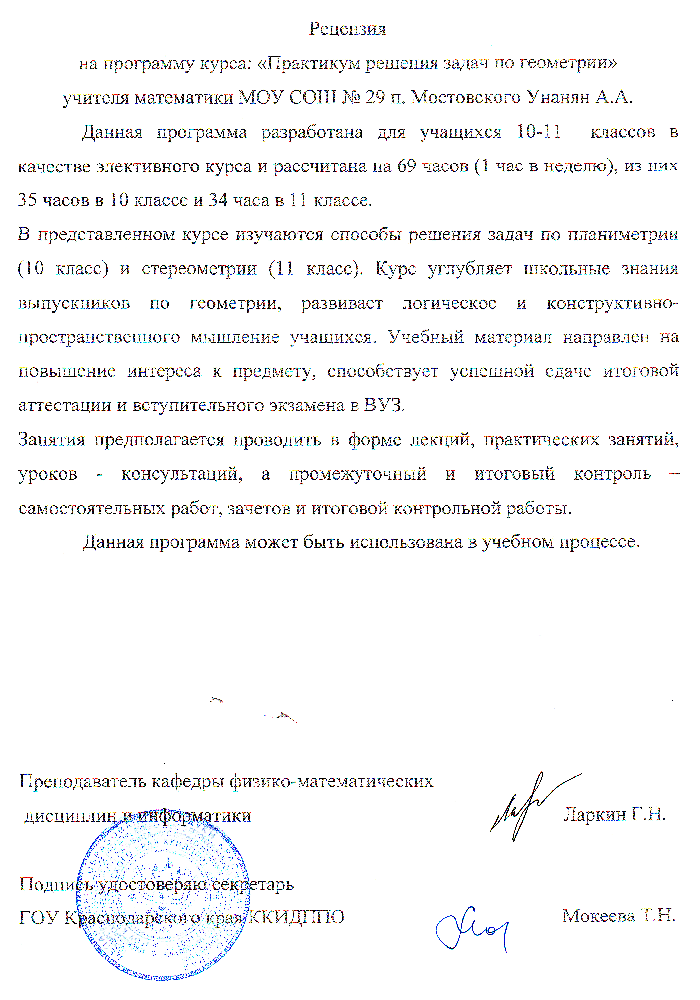 Рецензия
на программу курса: «Практикум решения задач по геометрии»
учителя математики МОУ СОШ № 29 п. Мостовского Унанян А.А.
Данная программа разработана для учащихся 10-11 классов в
качестве элективного курса и рассчитана на 69 часов (1 час в неделю), из них
35 часов в 10 классе и 34 часа в 11 классе.
В представленном курсе изучаются способы решения задач по планиметрии
(10 класс) и стереометрии (11 класс). Курс углубляет школьные знания
выпускников по геометрии, развивает логическое и конструктивно-
пространственного мышление учащихся. Учебный материал направлен на
повышение интереса к предмету, способствует успешной сдаче итоговой
аттестации и вступительного экзамена в ВУЗ.
Занятия предполагается проводить в форме лекций, практических занятий,
уроков - консультаций, а промежуточный и итоговый контроль –
самостоятельных работ, зачетов и итоговой контрольной работы.
Данная программа может быть использована в учебном процессе.
Преподаватель кафедры физико-математических
дисциплин и информатики Ларкин Г.Н.
Подпись удостоверяю секретарь
ГОУ Краснодарского края ККИДППО Мокеева Т.Н.